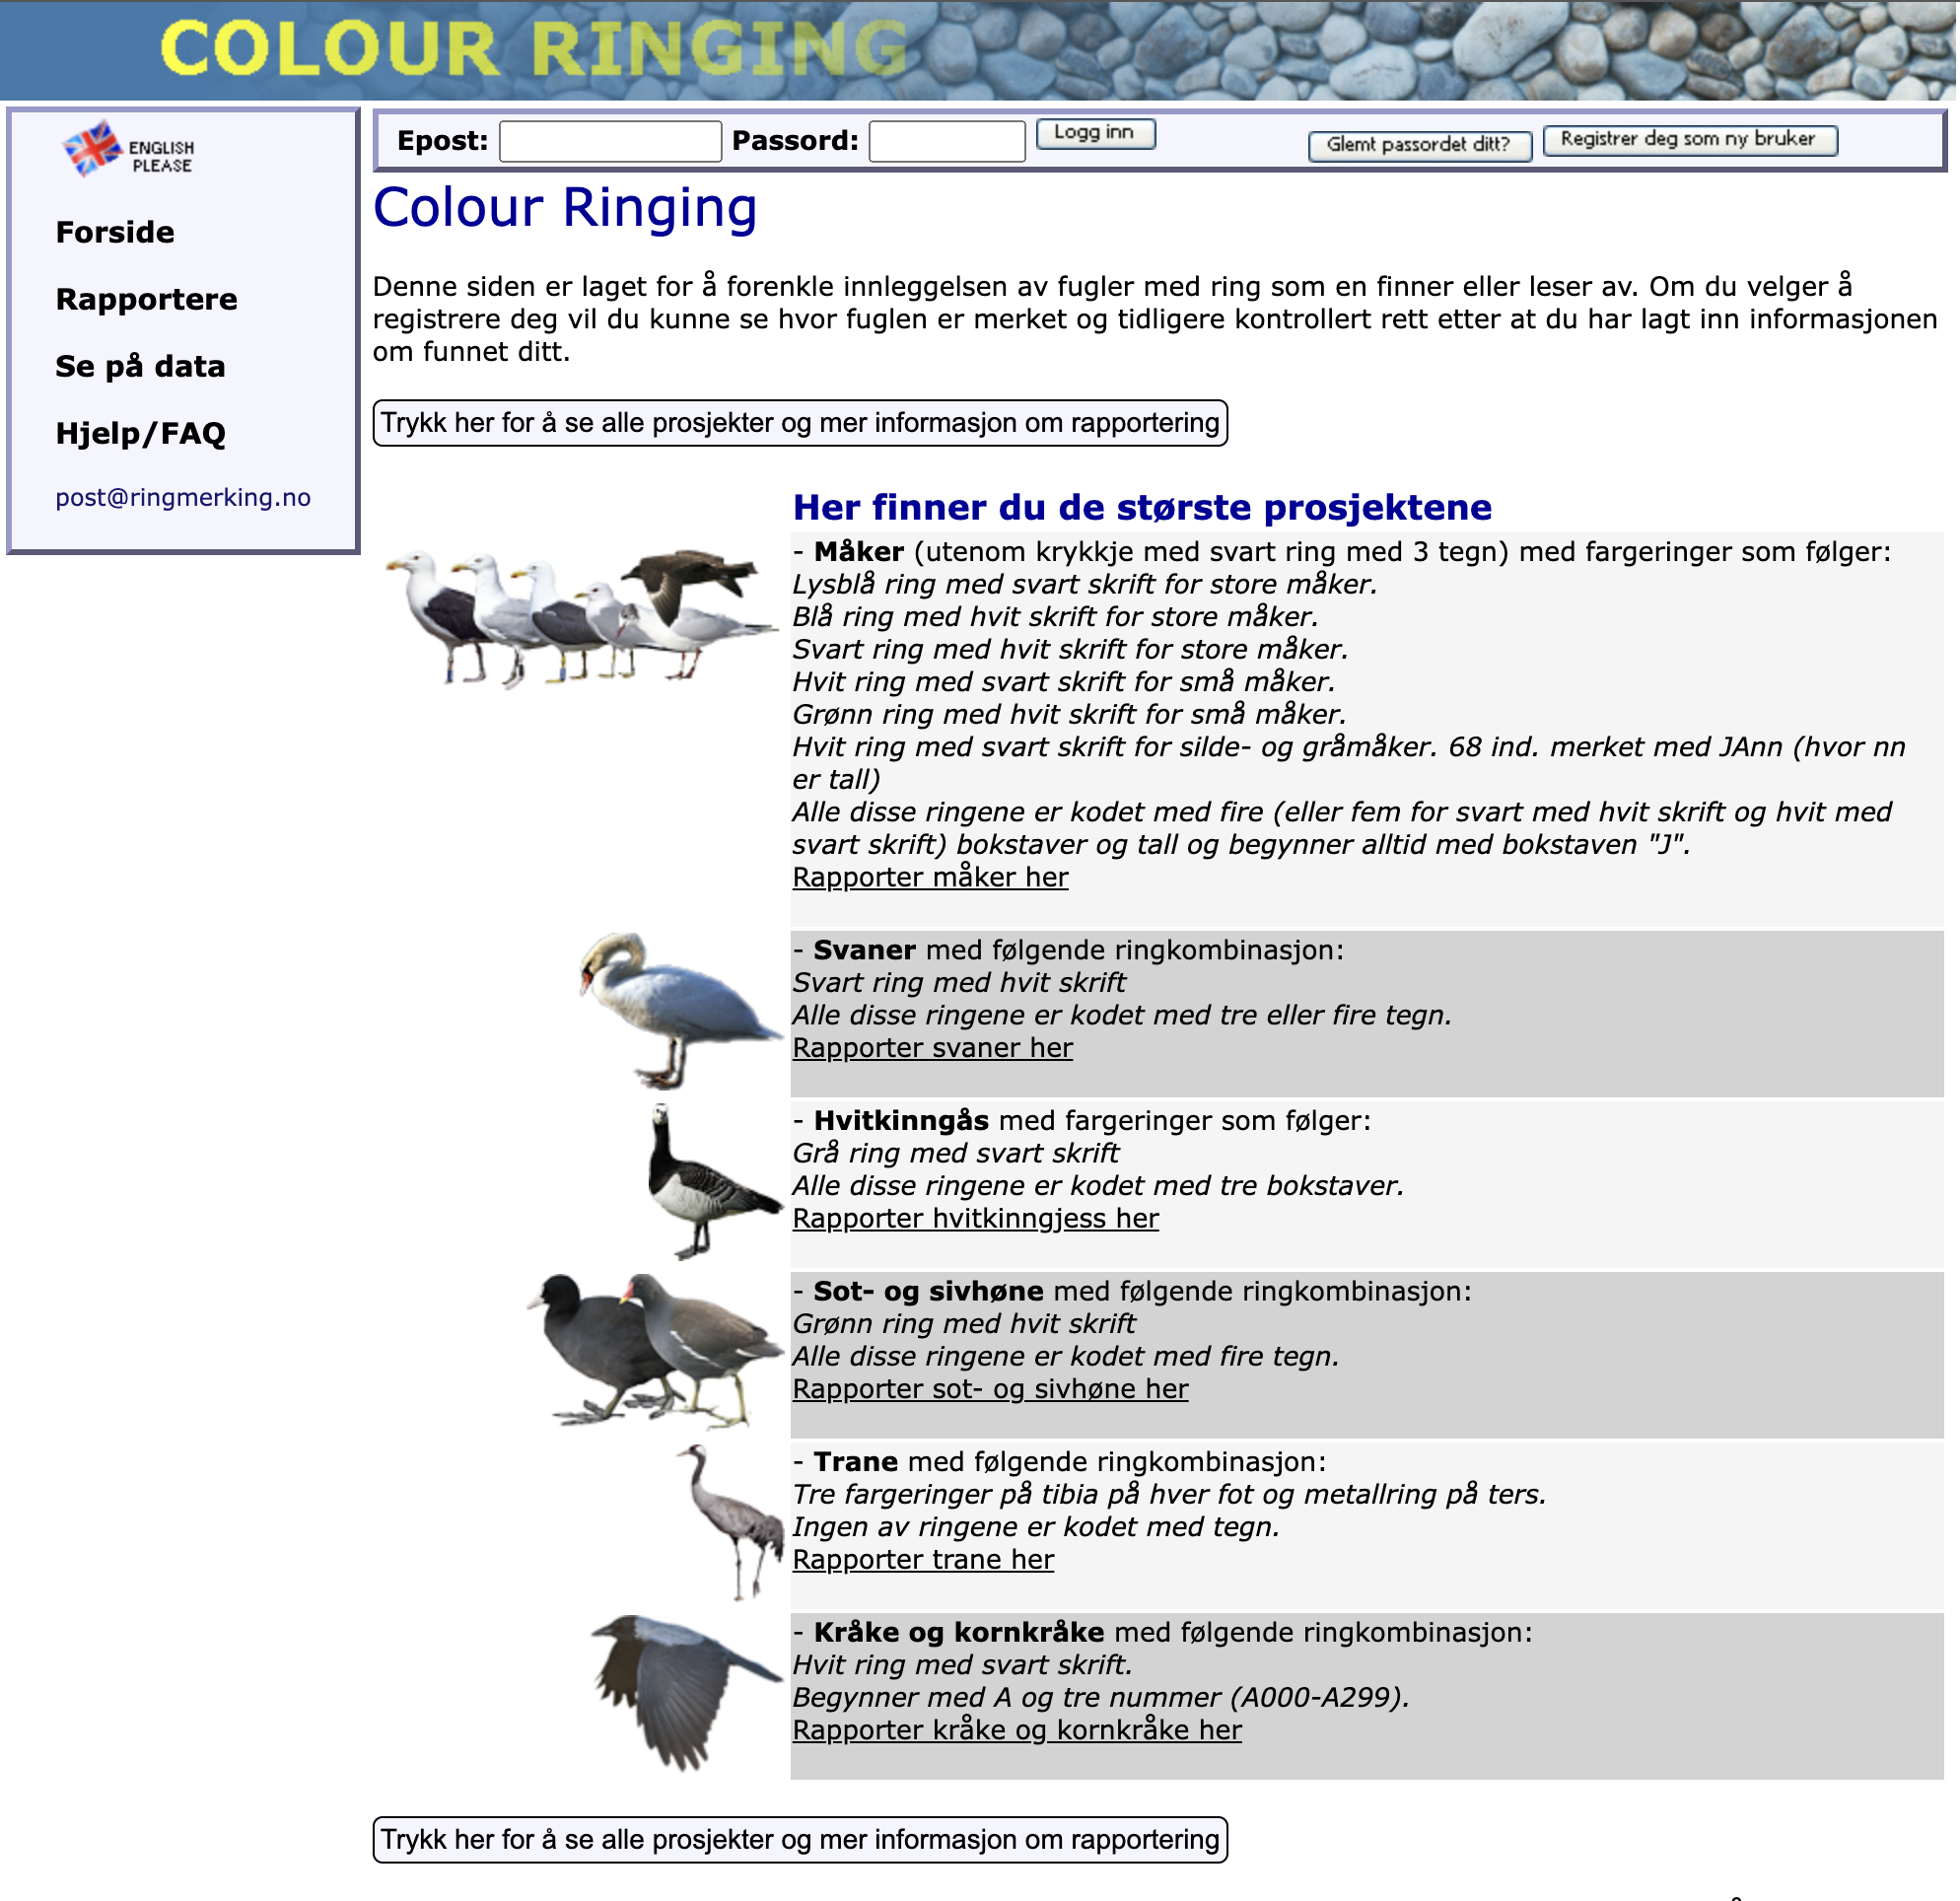 COLOUR RINGING
ENGLISH
PLEASE
Forside
Rapportere
Se på data
Hjelp/FAQ
post@ringmerking.no
Epost: Passord: Logg inn Glemt passordet ditt? Registrer deg som ny bruker
Colour Ringing
Denne siden er laget for å forenkle innleggelsen av fugler med ring som en finner eller leser av. Om du velger å
registrere deg vil du kunne se hvor fuglen er merket og tidligere kontrollert rett etter at du har lagt inn informasjonen
om funnet ditt.
Trykk her for å se alle prosjekter og mer informasjon om rapportering
Her finner du de største prosjektene
- Måker (utenom krykkje med svart ring med 3 tegn) med fargeringer som følger:
Lysblå ring med svart skrift for store måker.
Blå ring med hvit skrift for store måker.
Svart ring med hvit skrift for store måker.
Hvit ring med svart skrift for små måker.
Grønn ring med hvit skrift for små måker.
Hvit ring med svart skrift for silde- og gråmåker. 68 ind. merket med JAnn (hvor nn
er tall)
Alle disse ringene er kodet med fire (eller fem for svart med hvit skrift og hvit med
svart skrift) bokstaver og tall og begynner alltid med bokstaven "J".
Rapporter måker her
- Svaner med følgende ringkombinasjon:
Svart ring med hvit skrift
Alle disse ringene er kodet med tre eller fire tegn.
Rapporter svaner her
- Hvitkinngås med fargeringer som følger:
Grå ring med svart skrift
Alle disse ringene er kodet med tre bokstaver.
Rapporter hvitkinngjess her
- Sot- og sivhøne med følgende ringkombinasjon:
Grønn ring med hvit skrift
Alle disse ringene er kodet med fire tegn.
Rapporter sot- og sivhøne her
- Trane med følgende ringkombinasjon:
Tre fargeringer på tibia på hver fot og metallring på ters.
Ingen av ringene er kodet med tegn.
Rapporter trane her
- Kråke og kornkråke med følgende ringkombinasjon:
Hvit ring med svart skrift.
Begynner med A og tre nummer (A000-A299).
Rapporter kråke og kornkråke her
Trykk her for å se alle prosjekter og mer informasjon om rapportering